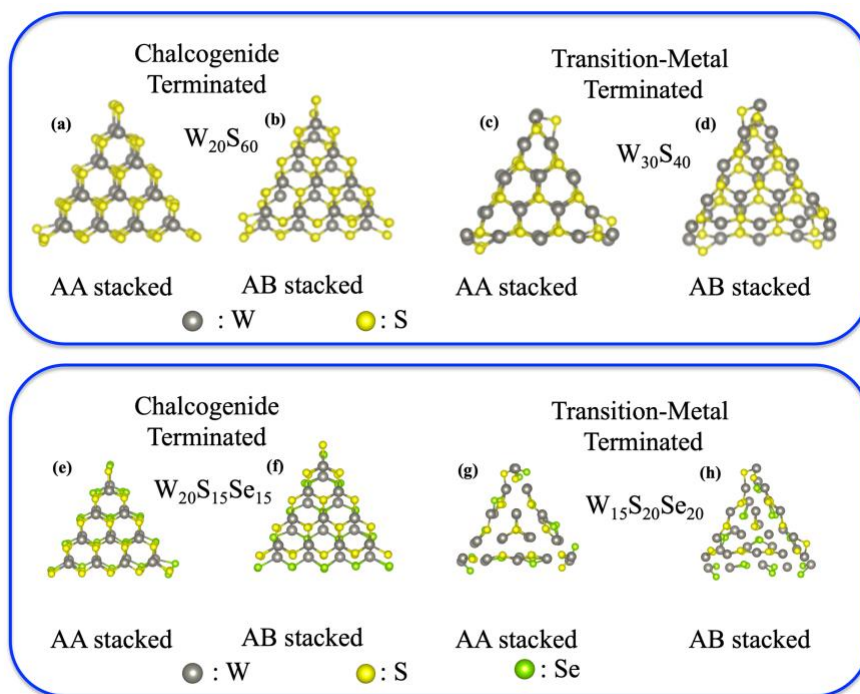 Chalcogenide
Terminated
Transition-Metal
Terminated
(a)
(b)
(c)
(d)
W₂₀S₆₀
W₃₀S₄₀
AA stacked
AB stacked
AA stacked
AB stacked
: W
: S
Chalcogenide
Terminated
Transition-Metal
Terminated
(e)
(f)
(g)
(h)
W₂₀S₁₅Se₁₅
W₁₅S₂₀Se₂₀
AA stacked
AB stacked
AA stacked
AB stacked
: W
: S
: Se